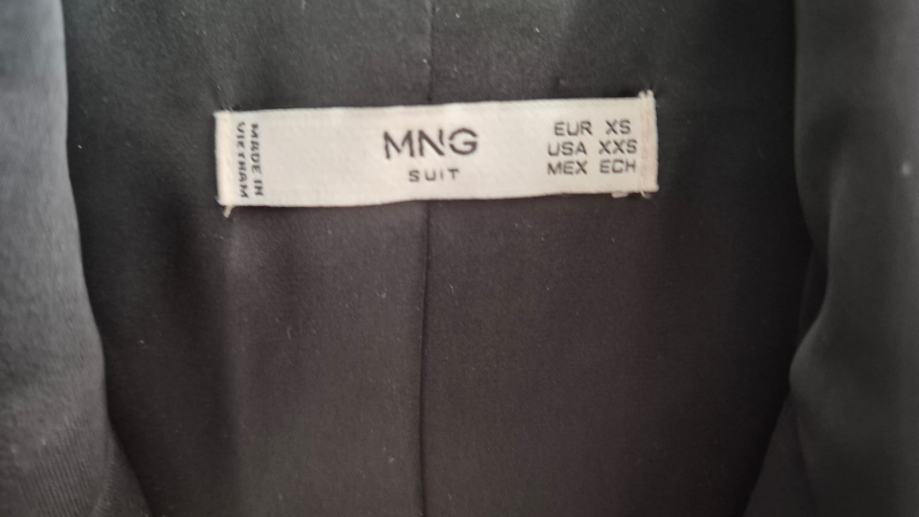 MADE IN
VIETNAM
MNG
SUIT
EUR XS
USA XXS
MEX ECH